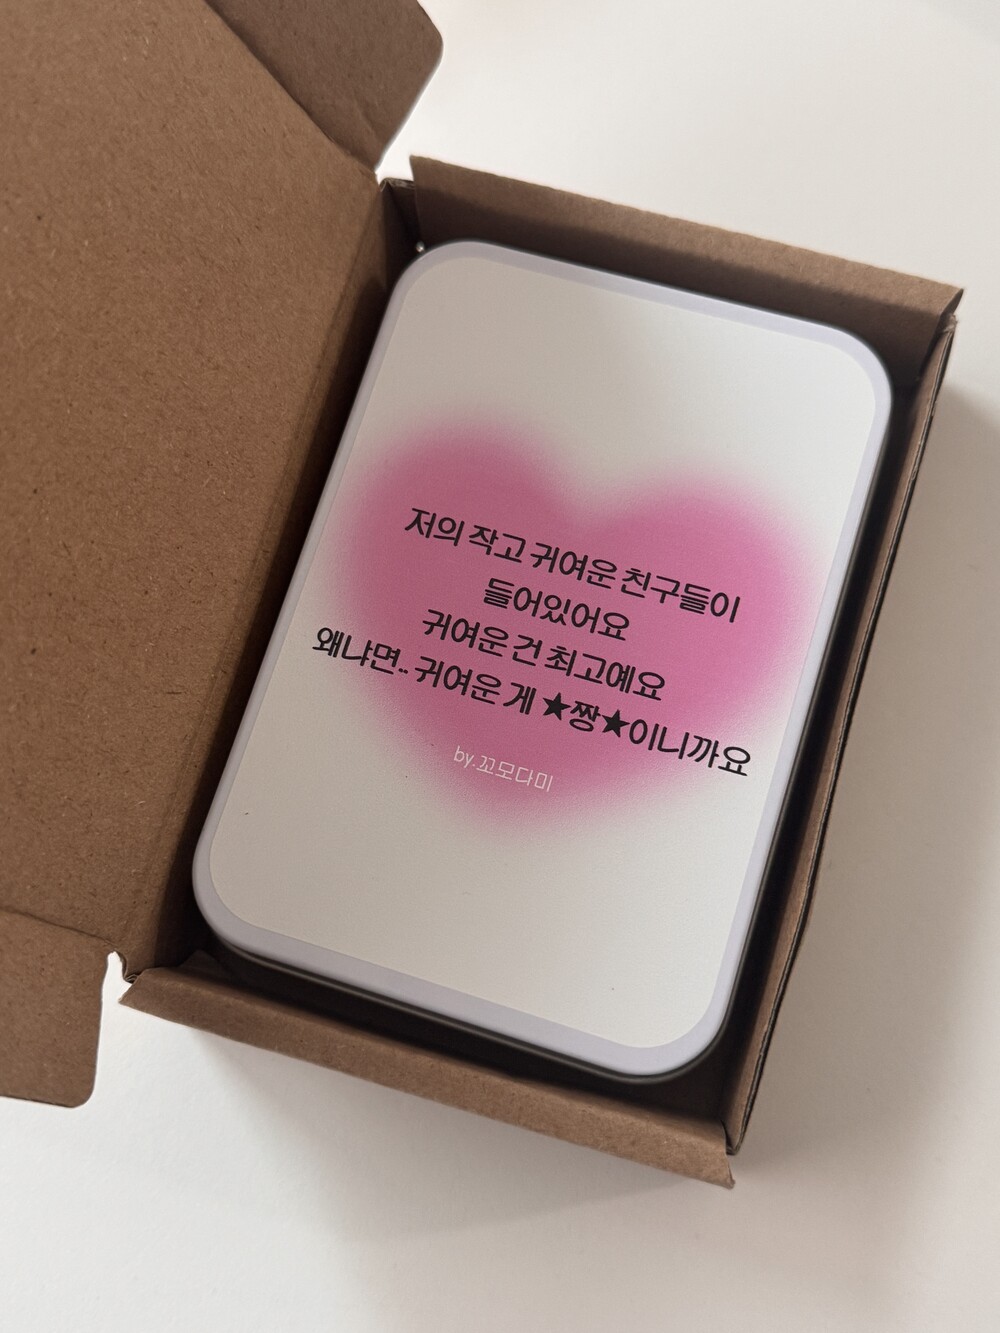 저의 작고 귀여운 친구들이
들어있어요
귀여운 건 최고예요
왜냐면.. 귀여운 게 ★짱★이니까요
by.꼬모다미